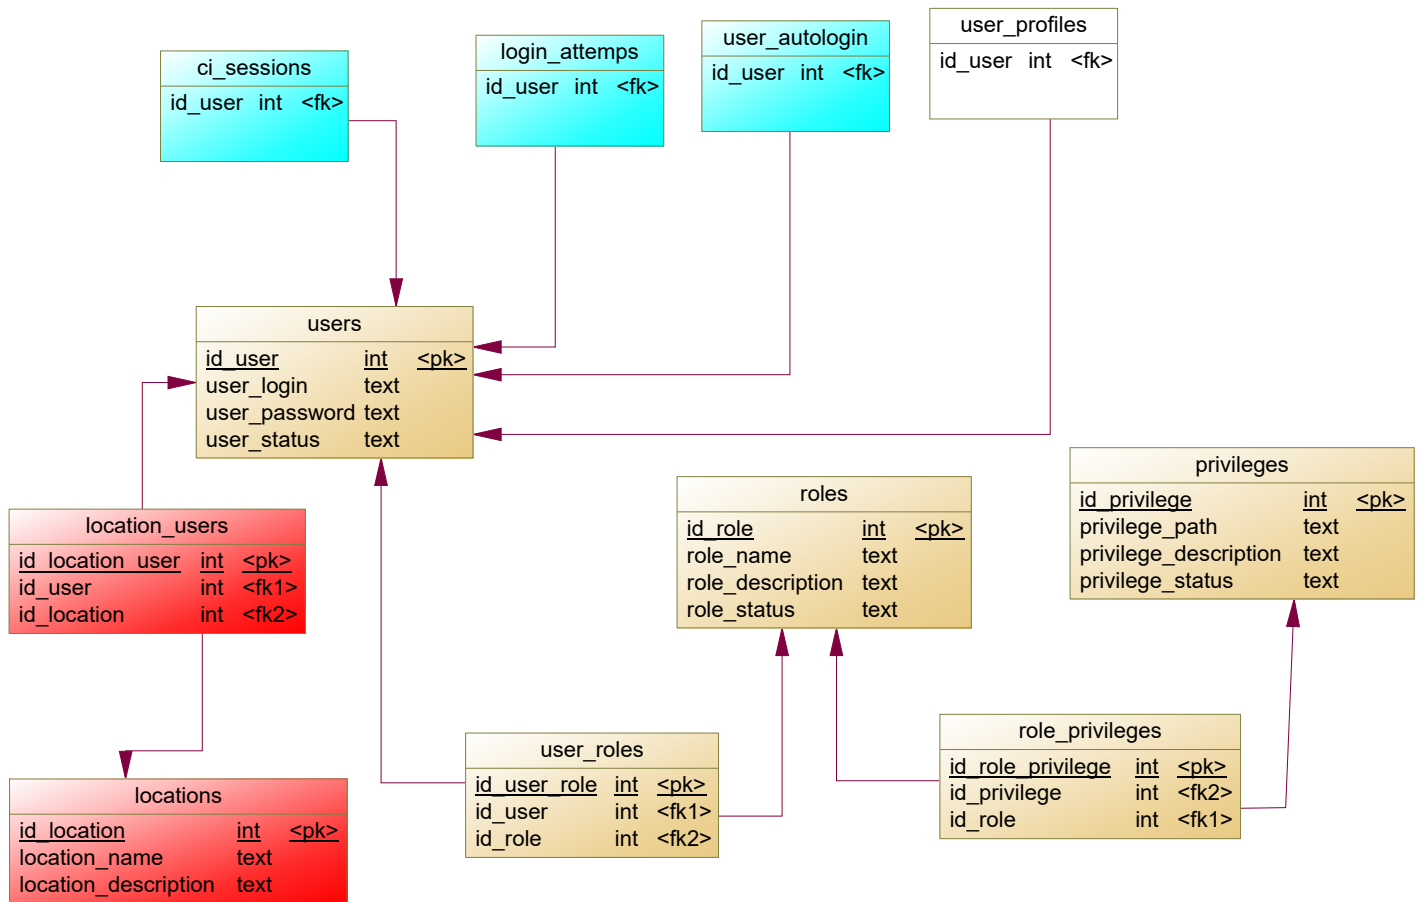 ci_sessions
id_user int <fk>
login_attemps
id_user int <fk>
user_autologin
id_user int <fk>
user_profiles
id_user int <fk>
users
id_user int <pk>
user_login text
user_password text
user_status text
location_users
id_location_user int <pk>
id_user int <fk1>
id_location int <fk2>
locations
id_location int <pk>
location_name text
location_description text
roles
id_role int <pk>
role_name text
role_description text
role_status text
privileges
id_privilege int <pk>
privilege_path text
privilege_description text
privilege_status text
user_roles
id_user_role int <pk>
id_user int <fk1>
id_role int <fk2>
role_privileges
id_role_privilege int <pk>
id_privilege int <fk2>
id_role int <fk1>